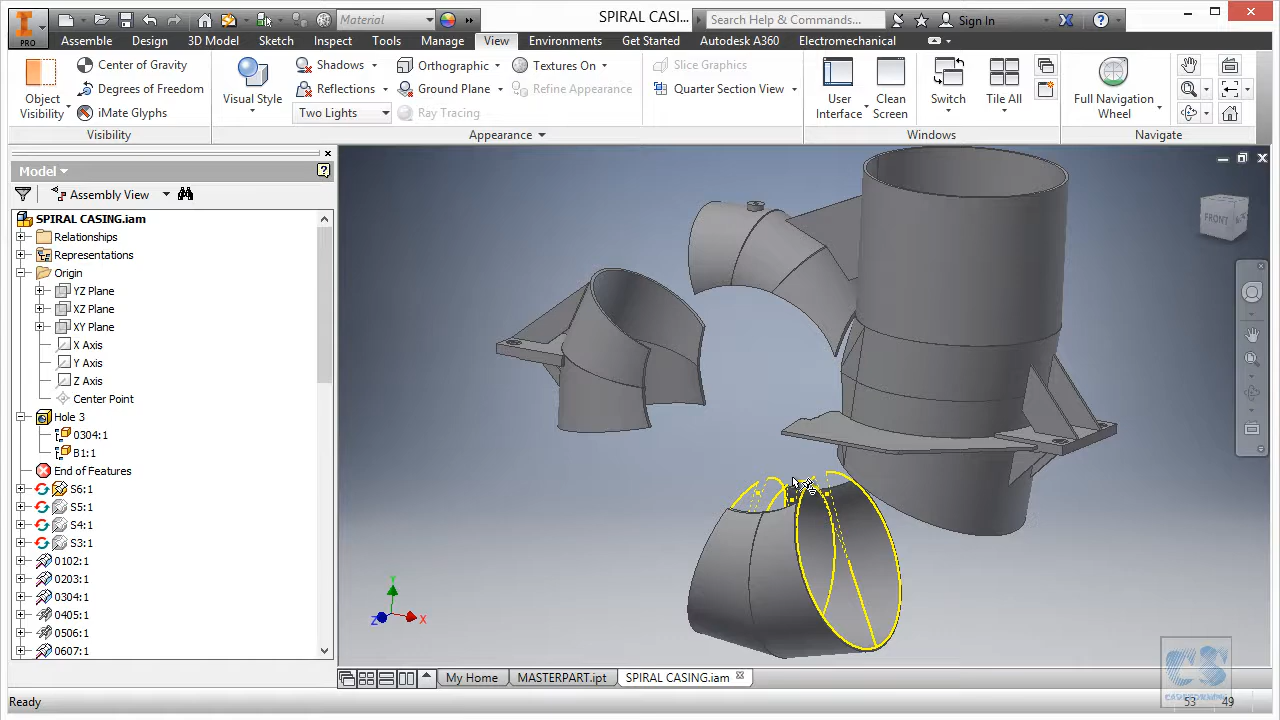 SPIRAL CASI... Search Help & Commands... Sign In
Material
PRO Assemble Design 3D Model Sketch Inspect Tools Manage View Environments Get Started Autodesk A360 Electromechanical
Center of Gravity
Degrees of Freedom
iMate Glyphs
Object
Visibility
Visibility
Visual Style
Shadows
Reflections
Two Lights
Orthographic
Ground Plane
Ray Tracing
Textures On
Refine Appearance
Slice Graphics
Quarter Section View
Appearance
User
Interface
Clean
Screen
Switch
Tile All
Windows
Full Navigation
Wheel
Navigate
Model
Assembly View
SPIRAL CASING.iam
Relationships
Representations
Origin
YZ Plane
XZ Plane
XY Plane
X Axis
Y Axis
Z Axis
Center Point
Hole 3
0304:1
B1:1
End of Features
S6:1
S5:1
S4:1
S3:1
0102:1
0203:1
0304:1
0405:1
0506:1
0607:1
FRONT
Y
Z
X
My Home MASTERPART.ipt SPIRAL CASING.iam
CS
Ready
53 49